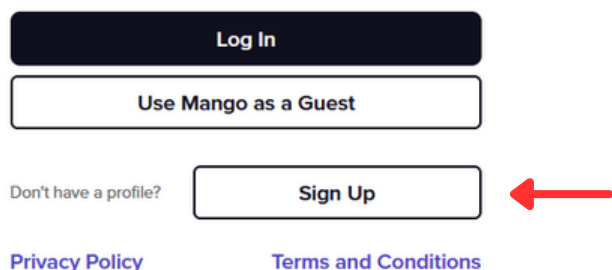 Log In
Use Mango as a Guest
Don't have a profile? Sign Up
Privacy Policy Terms and Conditions